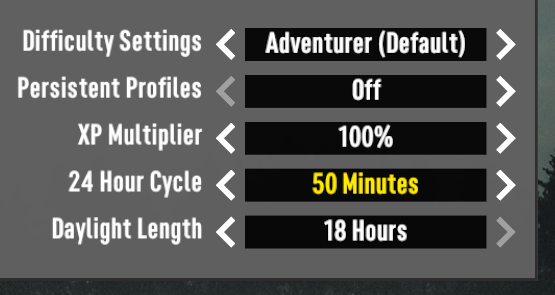 Difficulty Settings Adventurer (Default)
Persistent Profiles Off
XP Multiplier 100%
24 Hour Cycle 50 Minutes
Daylight Length 18 Hours